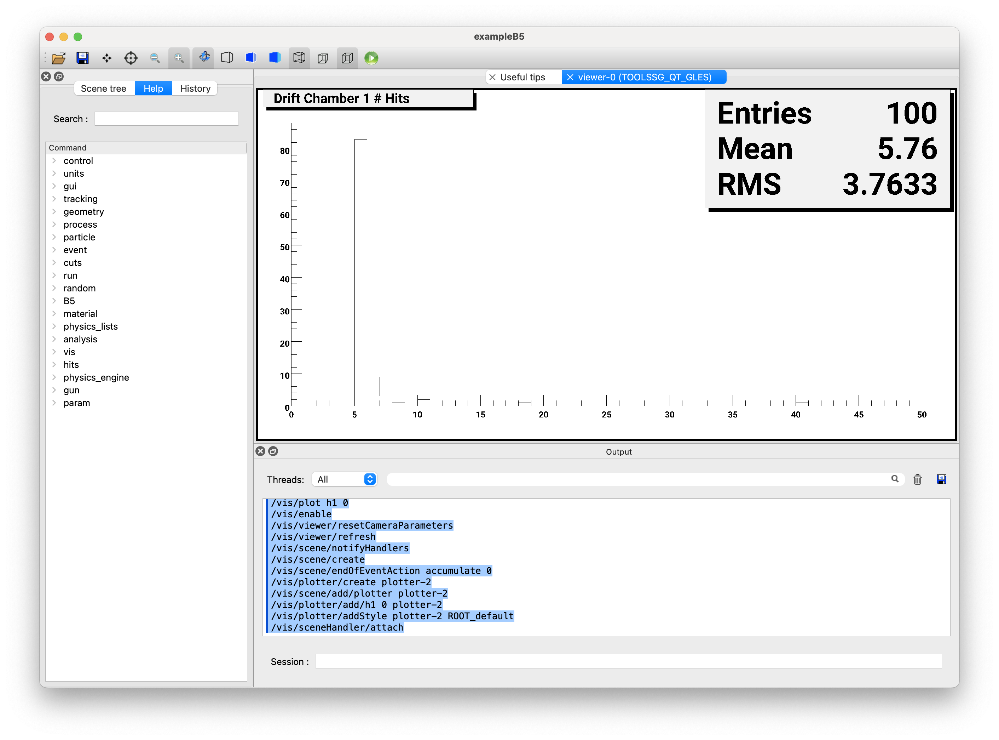 exampleB5
Scene tree Help History
Search :
Command
control
units
gui
tracking
geometry
process
particle
event
cuts
run
random
B5
material
physics_lists
analysis
vis
hits
physics_engine
gun
param
Useful tips viewer-0 (TOOLSSG_QT_GLES)
Drift Chamber 1 # Hits
Entries 100
Mean 5.76
RMS 3.7633
80
70
60
50
40
30
20
10
0
0 5 10 15 20 25 30 35 40 45 50
Output
Threads: All
/vis/plot h1 0
/vis/enable
/vis/viewer/resetCameraParameters
/vis/viewer/refresh
/vis/scene/notifyHandlers
/vis/scene/create
/vis/scene/endOfEventAction accumulate 0
/vis/plotter/create plotter-2
/vis/scene/add/plotter plotter-2
/vis/plotter/add/h1 0 plotter-2
/vis/plotter/addStyle plotter-2 ROOT_default
/vis/sceneHandler/attach
Session :